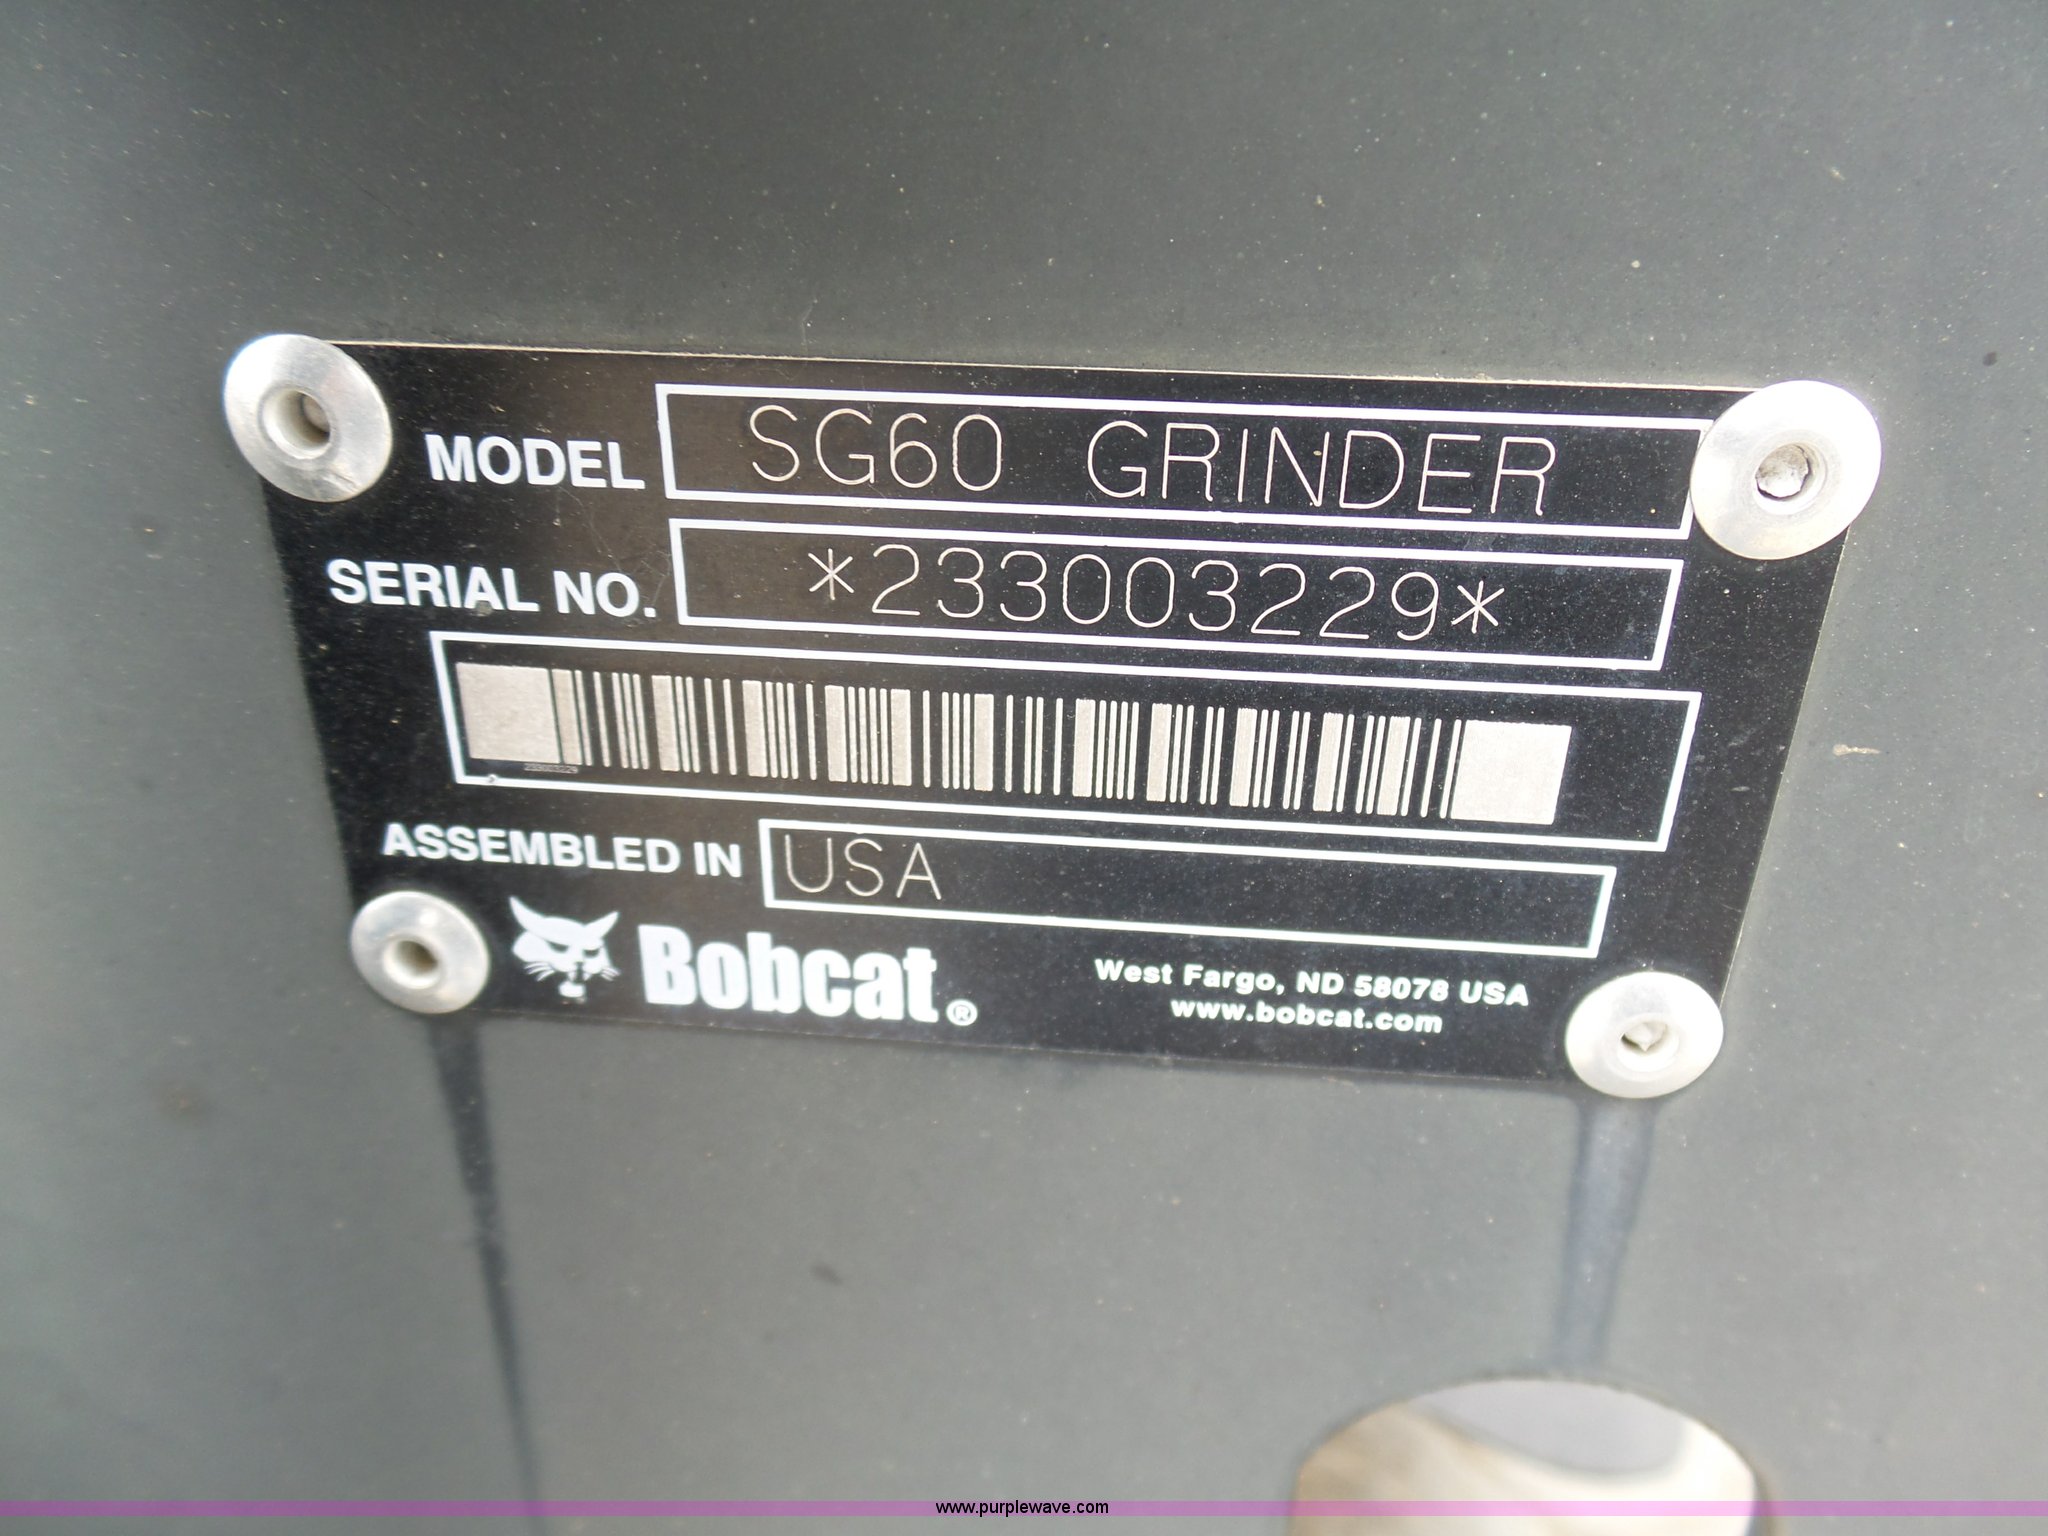 MODEL SG60 GRINDER
SERIAL NO. *233003229*
233003229
ASSEMBLED IN USA
Bobcat®
West Fargo, ND 58078 USA
www.bobcat.com
www.purplewave.com